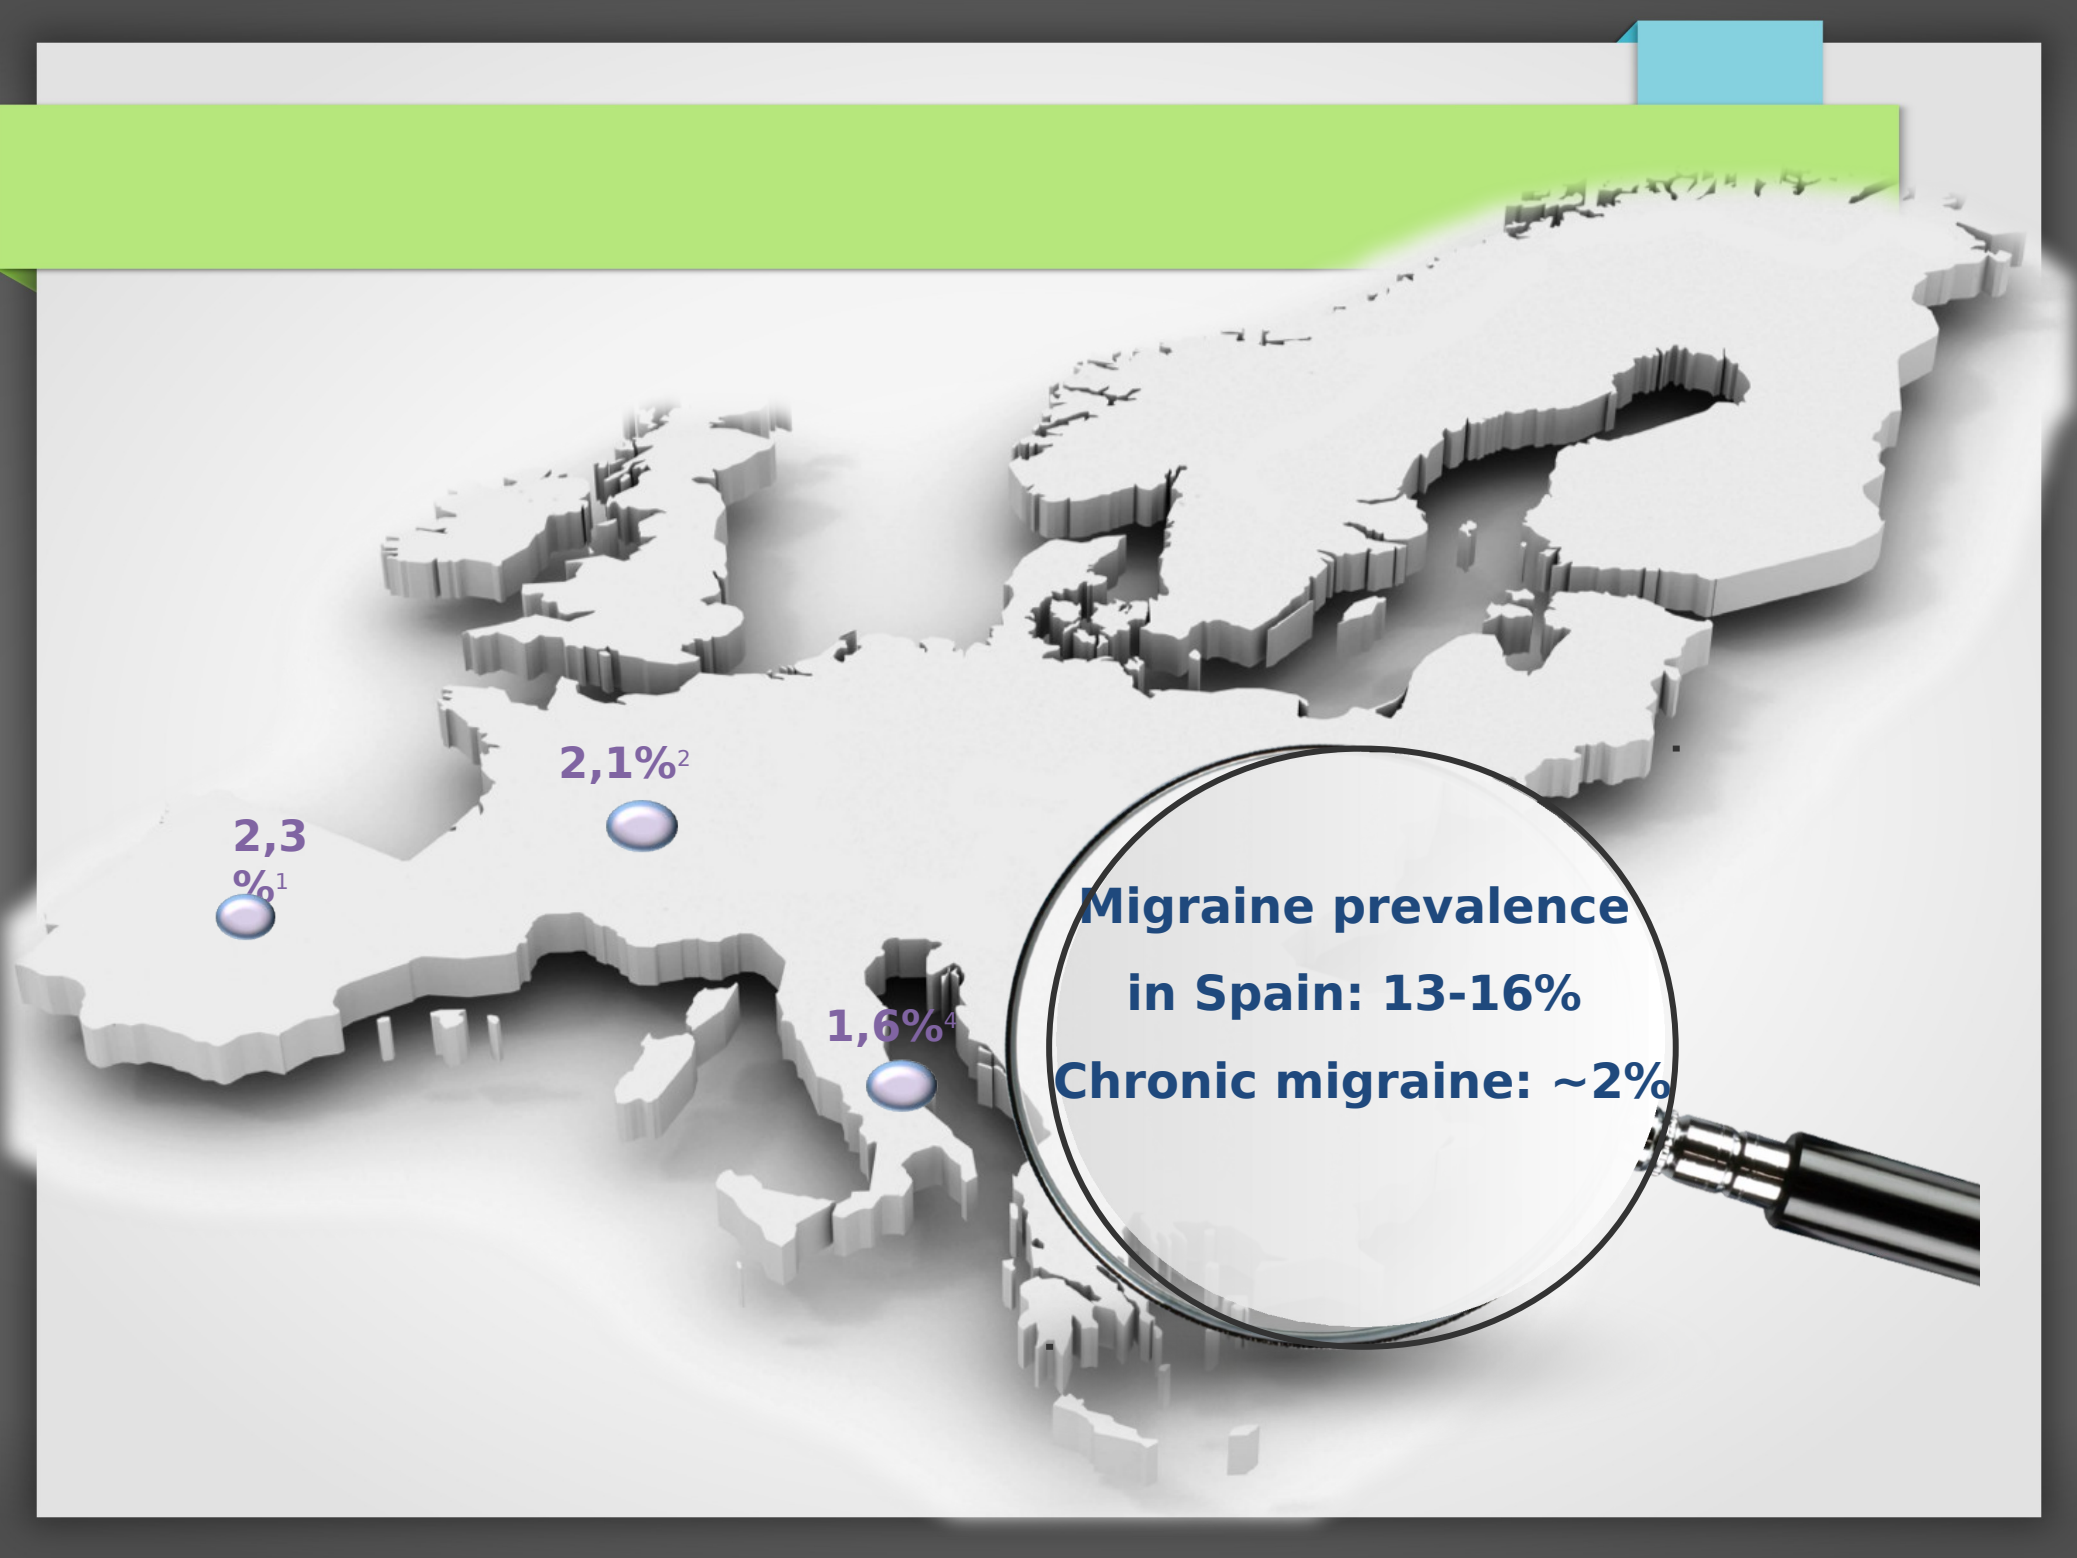 2,1%2
2,3
%1
Migraine prevalence
in Spain: 13-16%
1,6%4
Chronic migraine: ~2%